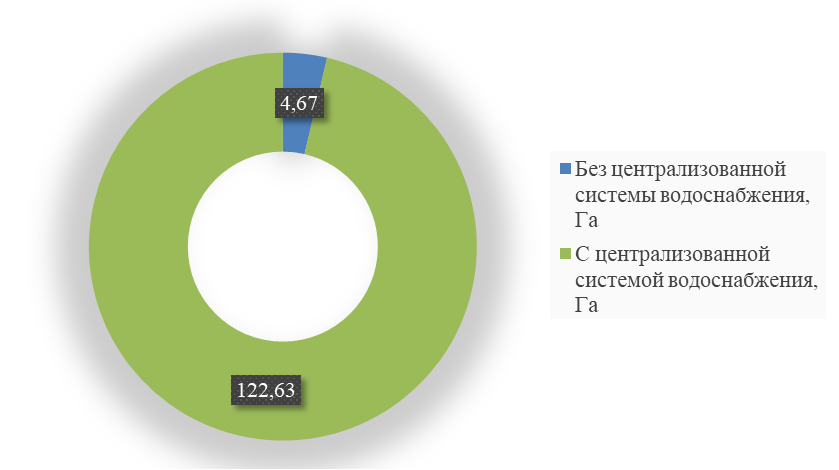 4,67
Без централизованной
системы водоснабжения,
Га
С централизованной
системой водоснабжения,
Га
122,63